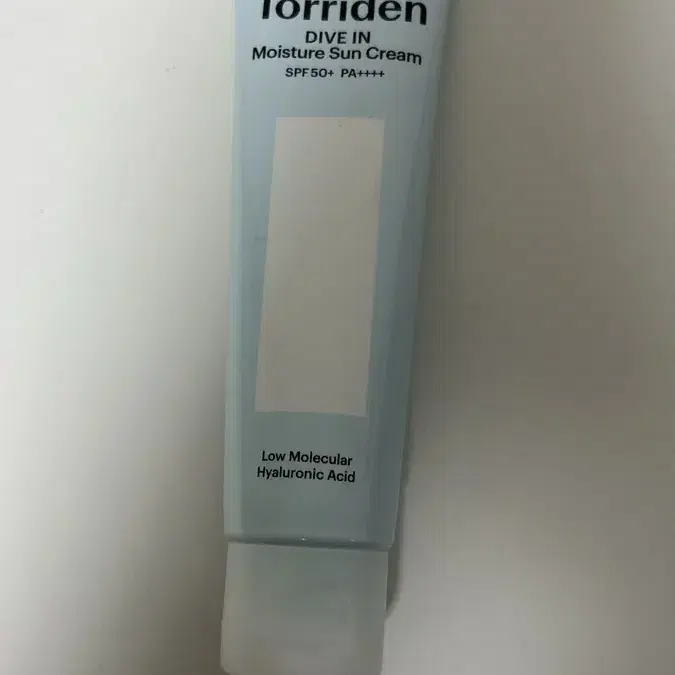 Torriden
DIVE IN
Moisture Sun Cream
SPF50+ PA++++
Low Molecular
Hyaluronic Acid